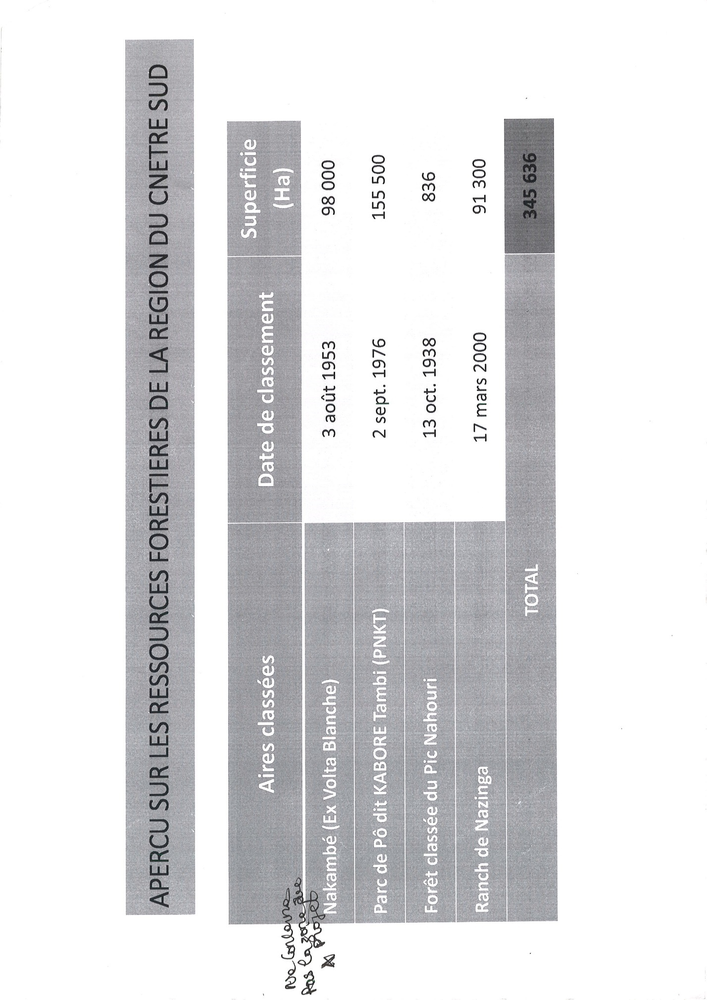 APERCU SUR LES RESSOURCES FORESTIERES DE LA REGION DU CNETRE SUD
Aires classées Date de classement Superficie (Ha)
Ne Concerne
pas la zone du
projet
Nakambé (Ex Volta Blanche) 3 août 1953 98 000
Parc de Pô dit KABORE Tambi (PNKT) 2 sept. 1976 155 500
Forêt classée du Pic Nahouri 13 oct. 1938 836
Ranch de Nazinga 17 mars 2000 91 300
TOTAL 345 636